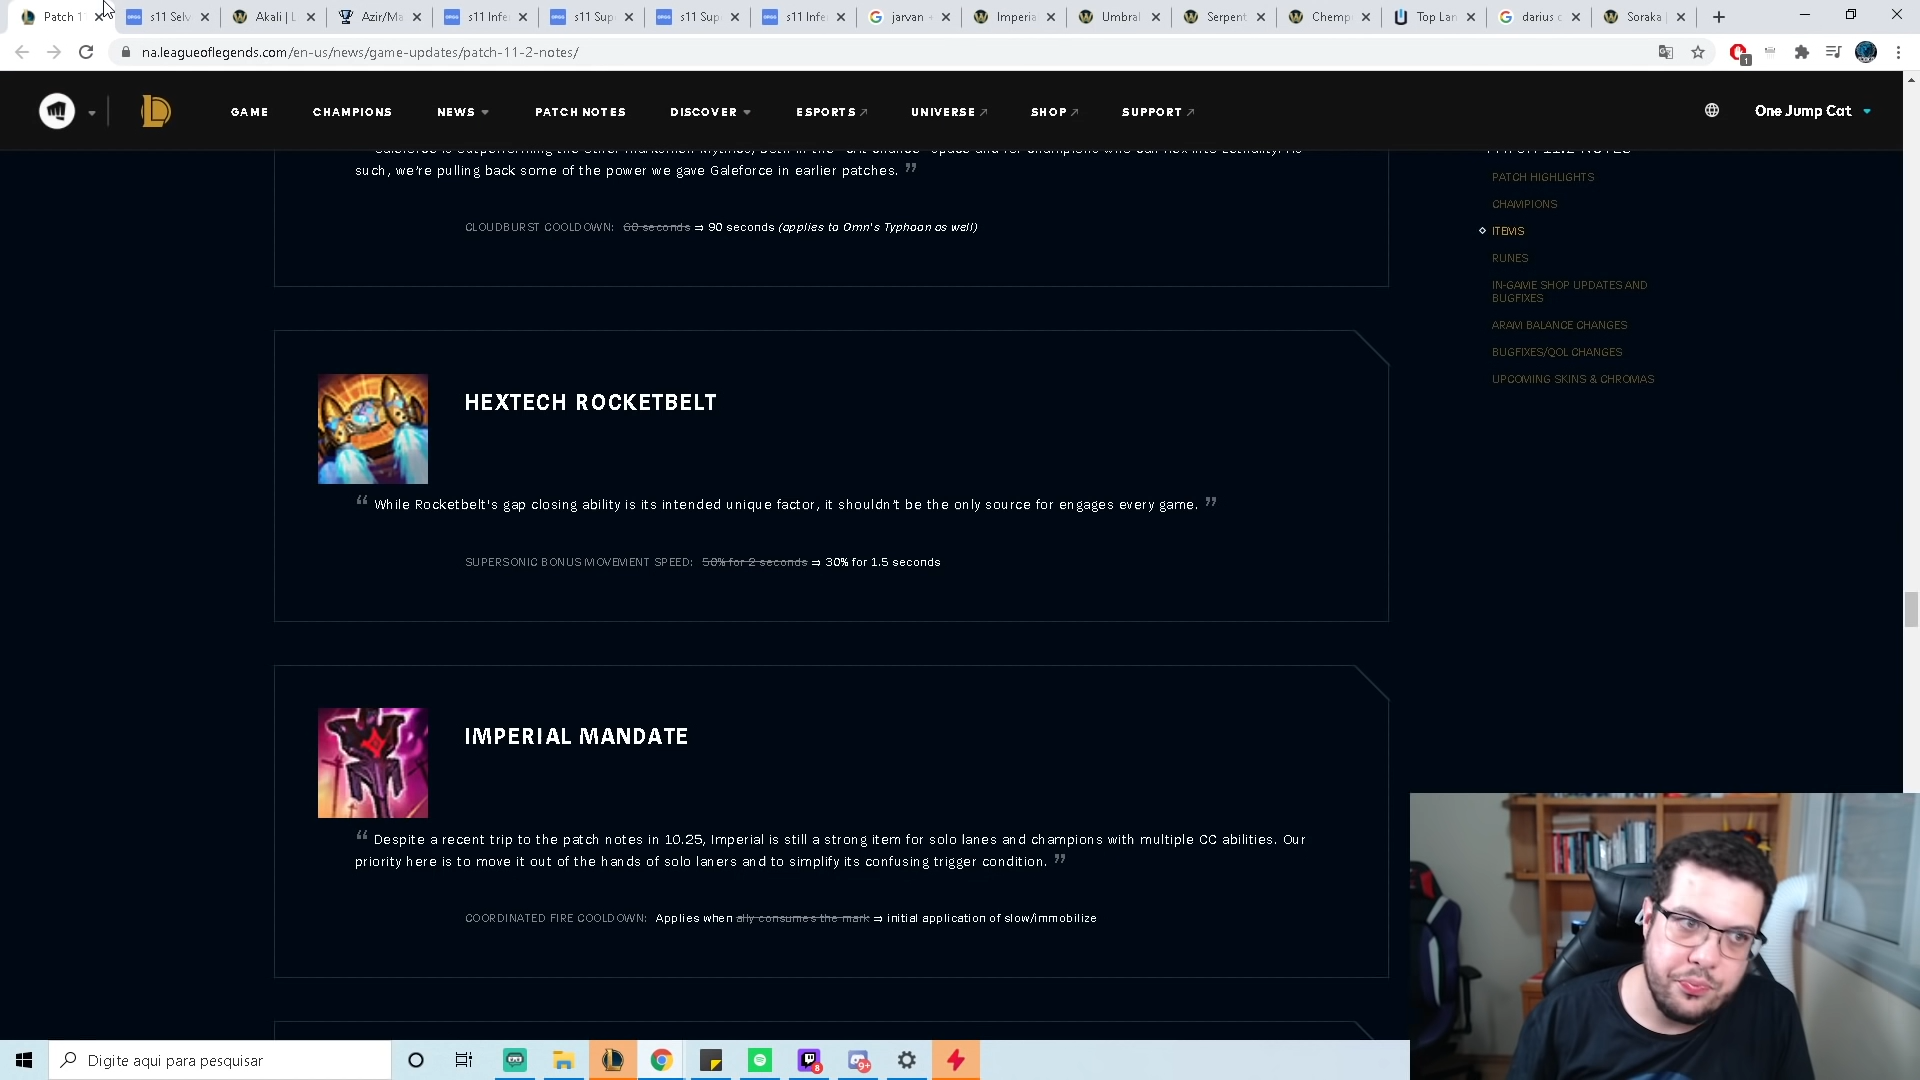 Patch 1
s11 Selv
Akali | L
Azir/Ma
s11 Infe
s11 Sup
s11 Sup
s11 Infe
jarvan
Imperia
Umbral
Serpent
Chemp
Top Lan
darius c
Soraka |
na.leagueoflegends.com/en-us/news/game-updates/patch-11-2-notes/
1
GAME
CHAMPIONS
NEWS
PATCH NOTES
DISCOVER
ESPORTS
UNIVERSE
SHOP
SUPPORT
One Jump Cat
such, we're pulling back some of the power we gave Galeforce in earlier patches. ”
CLOUDBURST COOLDOWN: 60 seconds ⇒ 90 seconds (applies to Ornn's Typhoon as well)
HEXTECH ROCKETBELT
“ While Rocketbelt's gap closing ability is its intended unique factor, it shouldn't be the only source for engages every game. ”
SUPERSONIC BONUS MOVEMENT SPEED: 50% for 2 seconds ⇒ 30% for 1.5 seconds
IMPERIAL MANDATE
“ Despite a recent trip to the patch notes in 10.25, Imperial is still a strong item for solo lanes and champions with multiple CC abilities. Our
priority here is to move it out of the hands of solo laners and to simplify its confusing trigger condition. ”
COORDINATED FIRE COOLDOWN: Applies when ally consumes the mark ⇒ initial application of slow/immobilize
PATCH 11.2 NOTES
PATCH HIGHLIGHTS
CHAMPIONS
ITEMS
RUNES
IN-GAME SHOP UPDATES AND
BUGFIXES
ARAM BALANCE CHANGES
BUGFIXES/QOL CHANGES
UPCOMING SKINS & CHROMAS
Digite aqui para pesquisar
8
9+